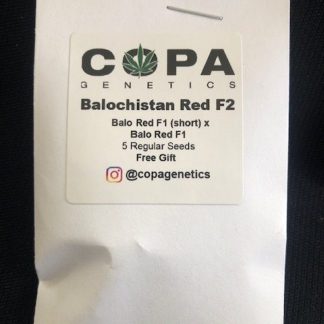 COPA
GENETICS
Balochistan Red F2
Balo Red F1 (short) x
Balo Red F1
5 Regular Seeds
Free Gift
@copagenetics